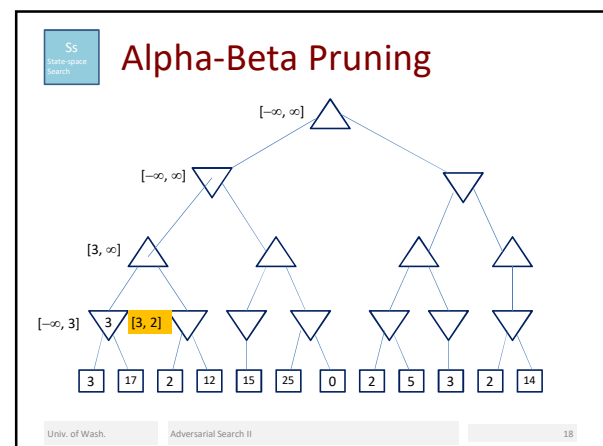 Ss
State-space
Search
Alpha-Beta Pruning
[−∞, ∞]
[−∞, ∞]
[3, ∞]
[−∞, 3] 3 [3, 2]
3 17 2 12 15 25 0 2 5 3 2 14
Univ. of Wash. Adversarial Search II 18